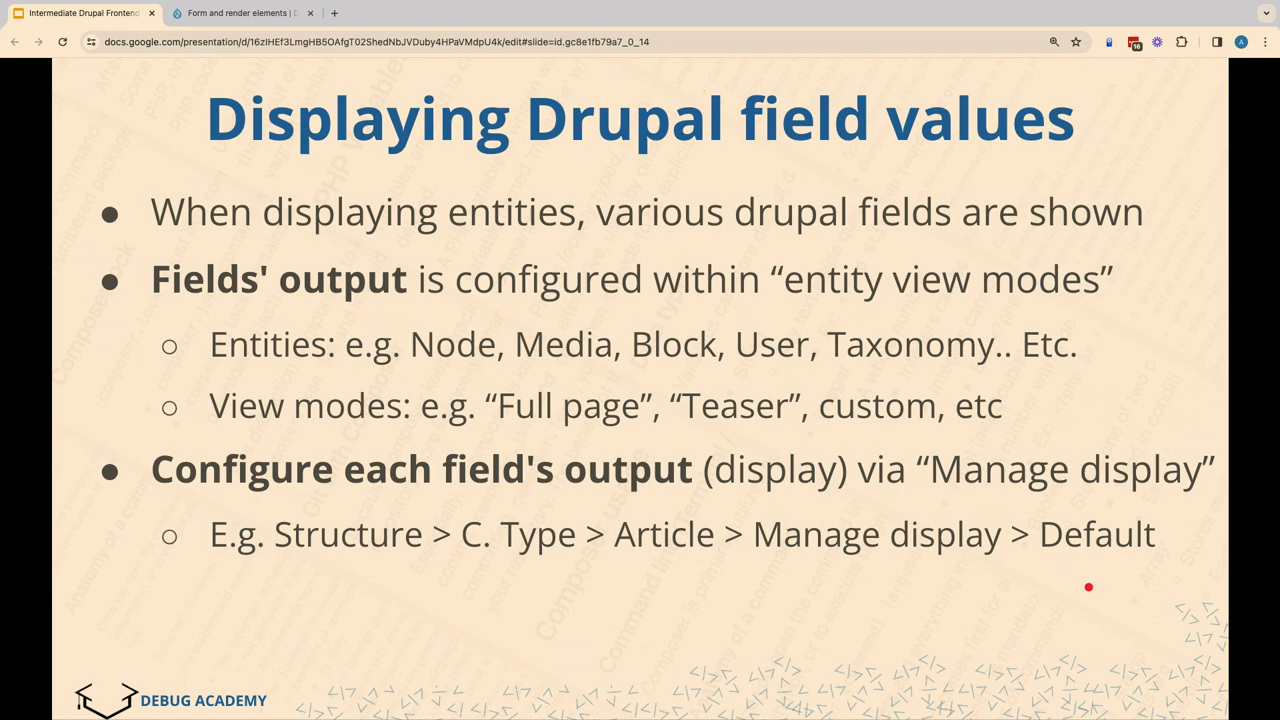 Intermediate Drupal Frontend
Form and render elements | D
docs.google.com/presentation/d/16zIHEf3LmgHB5OAfgT02ShedNbJVDuby4HPaVMdpU4k/edit#slide=id.gc8e1fb79a7_0_14
16
A
Displaying Drupal field values
● When displaying entities, various drupal fields are shown
● Fields' output is configured within “entity view modes”
○ Entities: e.g. Node, Media, Block, User, Taxonomy.. Etc.
○ View modes: e.g. “Full page”, “Teaser”, custom, etc
● Configure each field's output (display) via “Manage display”
○ E.g. Structure > C. Type > Article > Manage display > Default
DEBUG ACADEMY